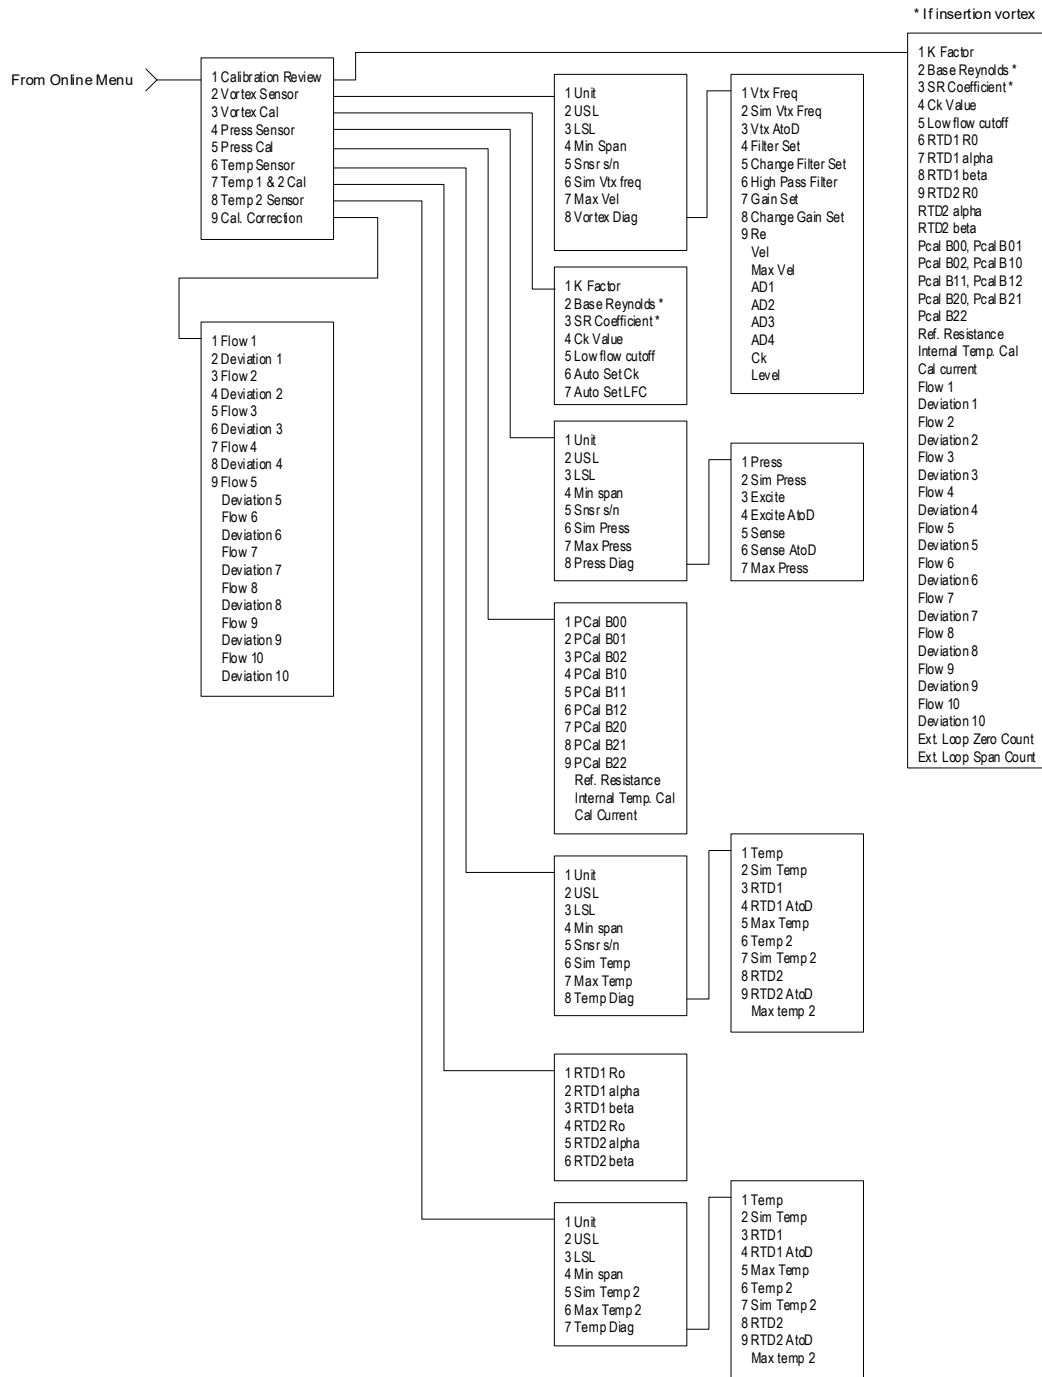 * If insertion vortex
From Online Menu
1 Calibration Review
2 Vortex Sensor
3 Vortex Cal
4 Press Sensor
5 Press Cal
6 Temp Sensor
7 Temp 1 & 2 Cal
8 Temp 2 Sensor
9 Cal. Correction
1 Flow 1
2 Deviation 1
3 Flow 2
4 Deviation 2
5 Flow 3
6 Deviation 3
7 Flow 4
8 Deviation 4
9 Flow 5
Deviation 5
Flow 6
Deviation 6
Flow 7
Deviation 7
Flow 8
Deviation 8
Flow 9
Deviation 9
Flow 10
Deviation 10
1 Unit
2 USL
3 LSL
4 Min Span
5 Snsr s/n
6 Sim Vtx freq
7 Max Vel
8 Vortex Diag
1 Vtx Freq
2 Sim Vtx Freq
3 Vtx AtoD
4 Filter Set
5 Change Filter Set
6 High Pass Filter
7 Gain Set
8 Change Gain Set
9 Re
Vel
Max Vel
AD1
AD2
AD3
AD4
Ck
Level
1 K Factor
2 Base Reynolds *
3 SR Coefficient *
4 Ck Value
5 Low flow cutoff
6 Auto Set Ck
7 Auto Set LFC
1 Unit
2 USL
3 LSL
4 Min span
5 Snsr s/n
6 Sim Press
7 Max Press
8 Press Diag
1 Press
2 Sim Press
3 Excite
4 Excite AtoD
5 Sense
6 Sense AtoD
7 Max Press
1 PCal B00
2 PCal B01
3 PCal B02
4 PCal B10
5 PCal B11
6 PCal B12
7 PCal B20
8 PCal B21
9 PCal B22
Ref. Resistance
Internal Temp. Cal
Cal Current
1 Unit
2 USL
3 LSL
4 Min span
5 Snsr s/n
6 Sim Temp
7 Max Temp
8 Temp Diag
1 Temp
2 Sim Temp
3 RTD1
4 RTD1 AtoD
5 Max Temp
6 Temp 2
7 Sim Temp 2
8 RTD2
9 RTD2 AtoD
Max temp 2
1 RTD1 Ro
2 RTD1 alpha
3 RTD1 beta
4 RTD2 Ro
5 RTD2 alpha
6 RTD2 beta
1 Unit
2 USL
3 LSL
4 Min span
5 Sim Temp 2
6 Max Temp 2
7 Temp Diag
1 Temp
2 Sim Temp
3 RTD1
4 RTD1 AtoD
5 Max Temp
6 Temp 2
7 Sim Temp 2
8 RTD2
9 RTD2 AtoD
Max temp 2
1 K Factor
2 Base Reynolds *
3 SR Coefficient *
4 Ck Value
5 Low flow cutoff
6 RTD1 R0
7 RTD1 alpha
8 RTD1 beta
9 RTD2 R0
RTD2 alpha
RTD2 beta
Pcal B00, Pcal B01
Pcal B02, Pcal B10
Pcal B11, Pcal B12
Pcal B20, Pcal B21
Pcal B22
Ref. Resistance
Internal Temp. Cal
Cal current
Flow 1
Deviation 1
Flow 2
Deviation 2
Flow 3
Deviation 3
Flow 4
Deviation 4
Flow 5
Deviation 5
Flow 6
Deviation 6
Flow 7
Deviation 7
Flow 8
Deviation 8
Flow 9
Deviation 9
Flow 10
Deviation 10
Ext. Loop Zero Count
Ext. Loop Span Count